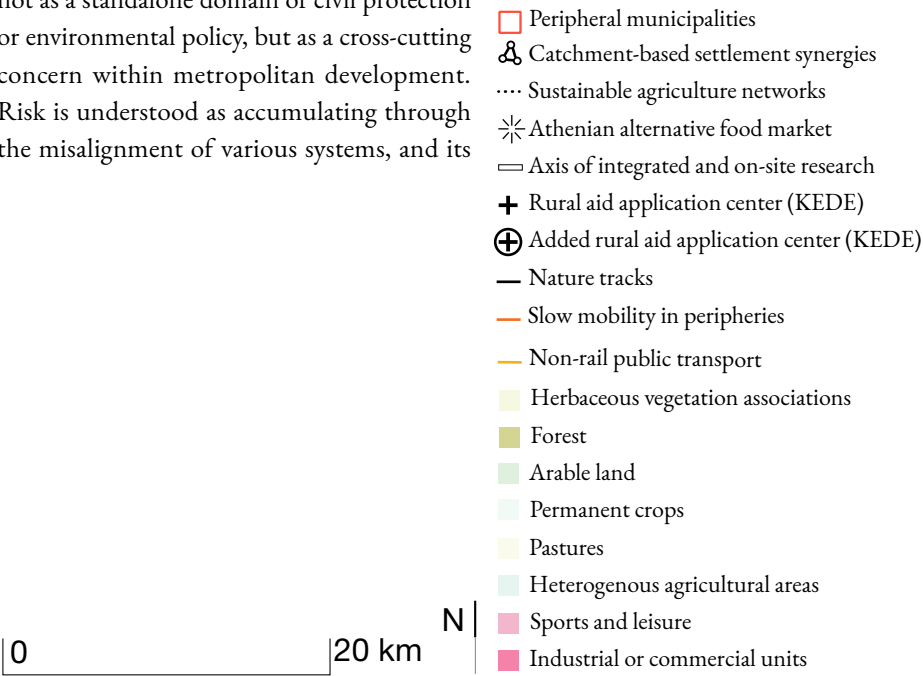 not as a standalone domain of civil protection
or environmental policy, but as a cross-cutting
concern within metropolitan development.
Risk is understood as accumulating through
the misalignment of various systems, and its
Peripheral municipalities
Catchment-based settlement synergies
Sustainable agriculture networks
Athenian alternative food market
Axis of integrated and on-site research
Rural aid application center (KEDE)
Added rural aid application center (KEDE)
Nature tracks
Slow mobility in peripheries
Non-rail public transport
Herbaceous vegetation associations
Forest
Arable land
Permanent crops
Pastures
Heterogenous agricultural areas
Sports and leisure
Industrial or commercial units
N
0 20 km